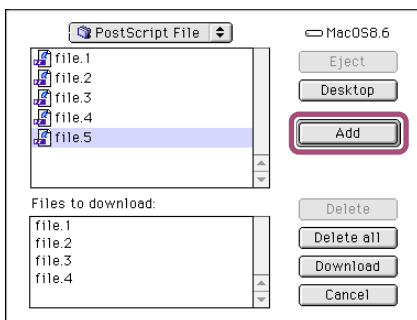 PostScript File
MacOS8.6
file.1
file.2
file.3
file.4
file.5
Eject
Desktop
Add
Files to download:
file.1
file.2
file.3
file.4
Delete
Delete all
Download
Cancel